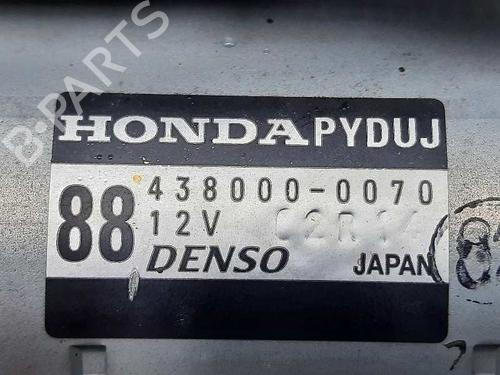 B-PARTS
HONDA PYDUJ
88 438000-0070
12V
DENSO JAPAN